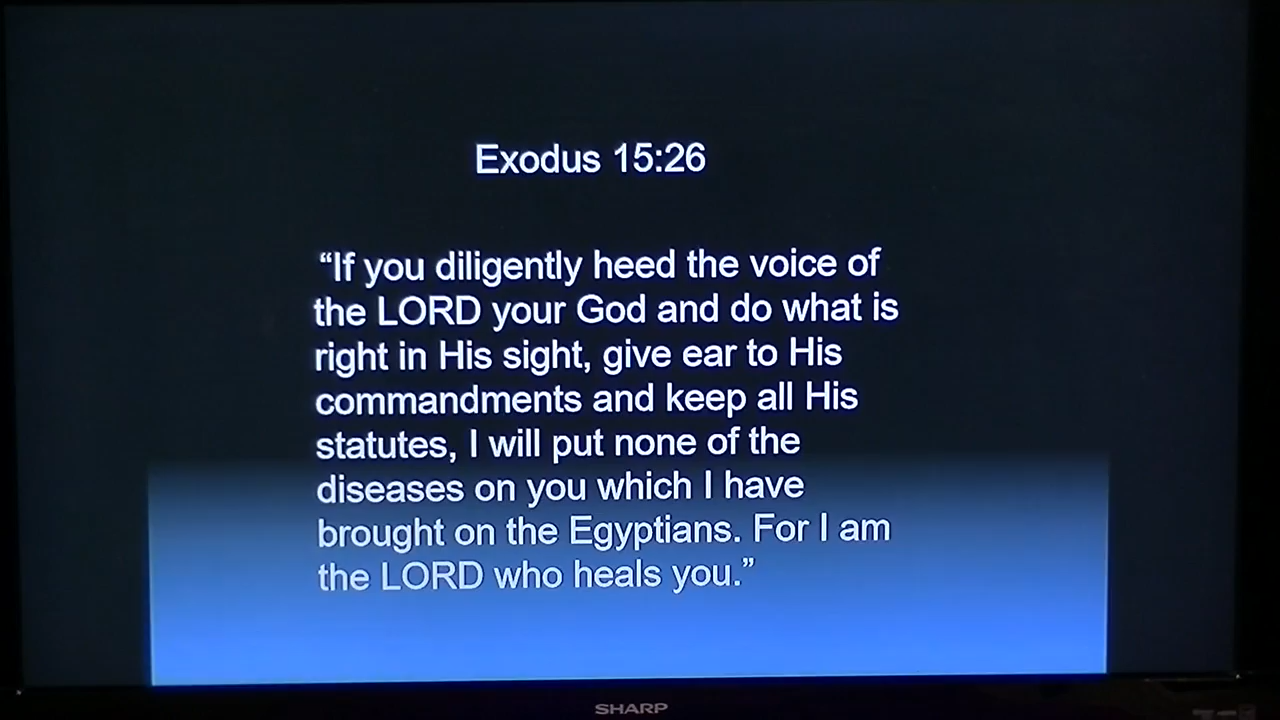 Exodus 15:26
“If you diligently heed the voice of
the LORD your God and do what is
right in His sight, give ear to His
commandments and keep all His
statutes, I will put none of the
diseases on you which I have
brought on the Egyptians. For I am
the LORD who heals you.”
SHARP